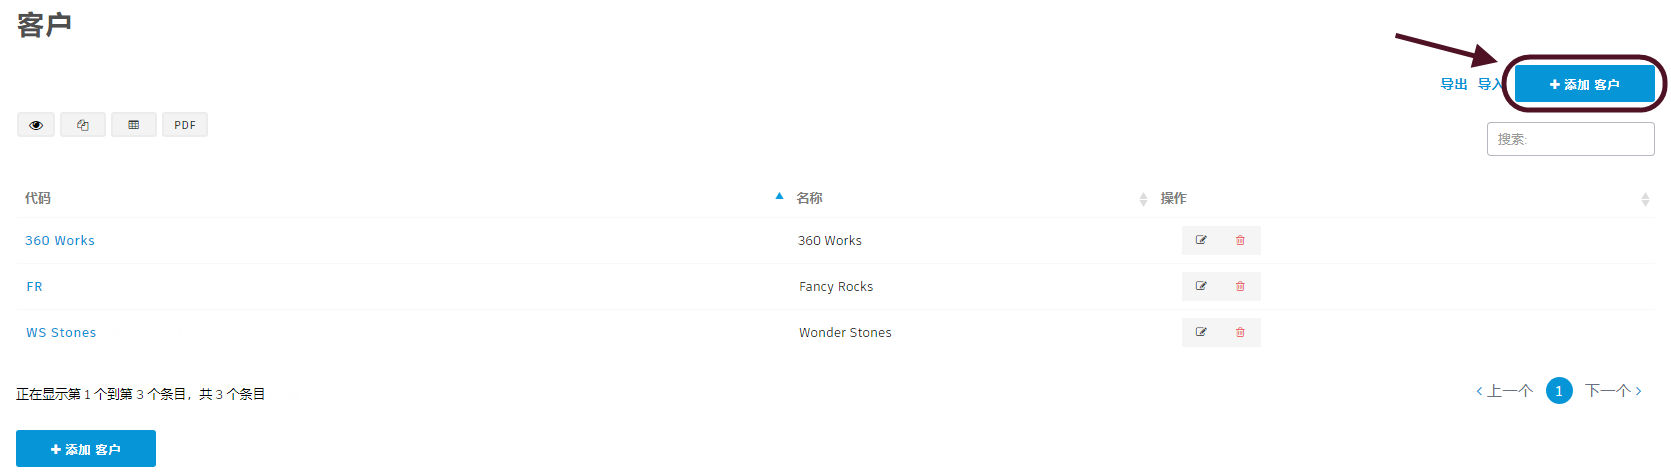 客户
导出 导入 添加 客户
PDF
搜索:
代码 名称 操作
360 Works 360 Works
FR Fancy Rocks
WS Stones Wonder Stones
正在显示第 1 个到第 3 个条目，共 3 个条目
上一个 1 下一个
添加 客户